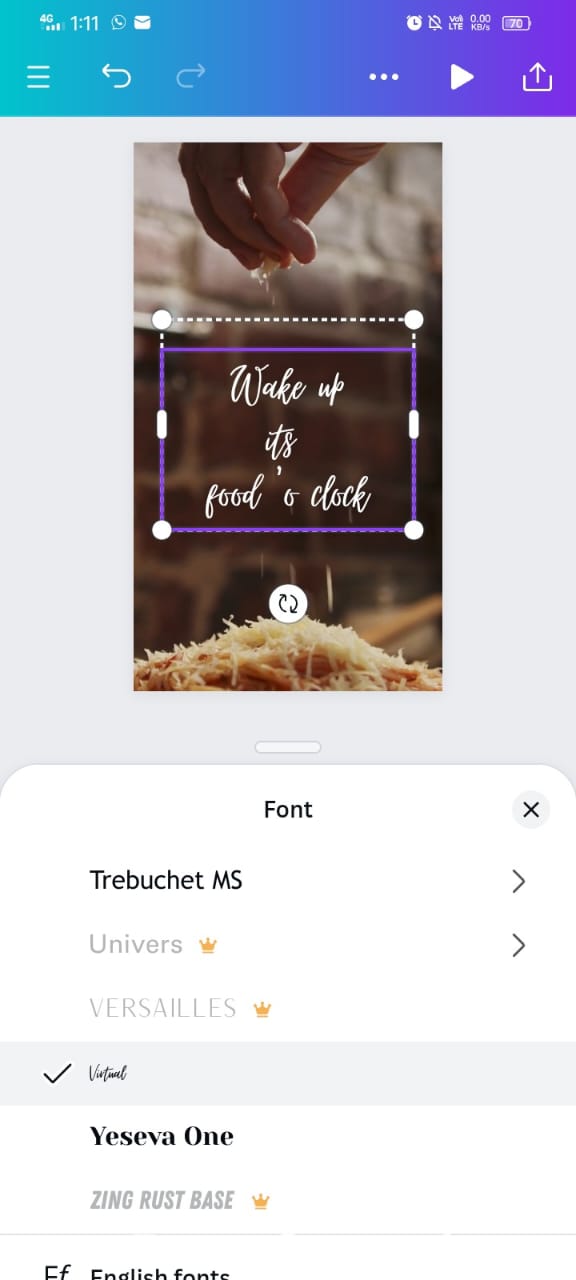 4G 1:11 Vo) LTE 0.00 KB/s 70
Wake up
its
food 'o clock
Font
Trebuchet MS
Univers
VERSAILLES
Virtual
Yeseva One
ZING RUST BASE
Ff English fonts